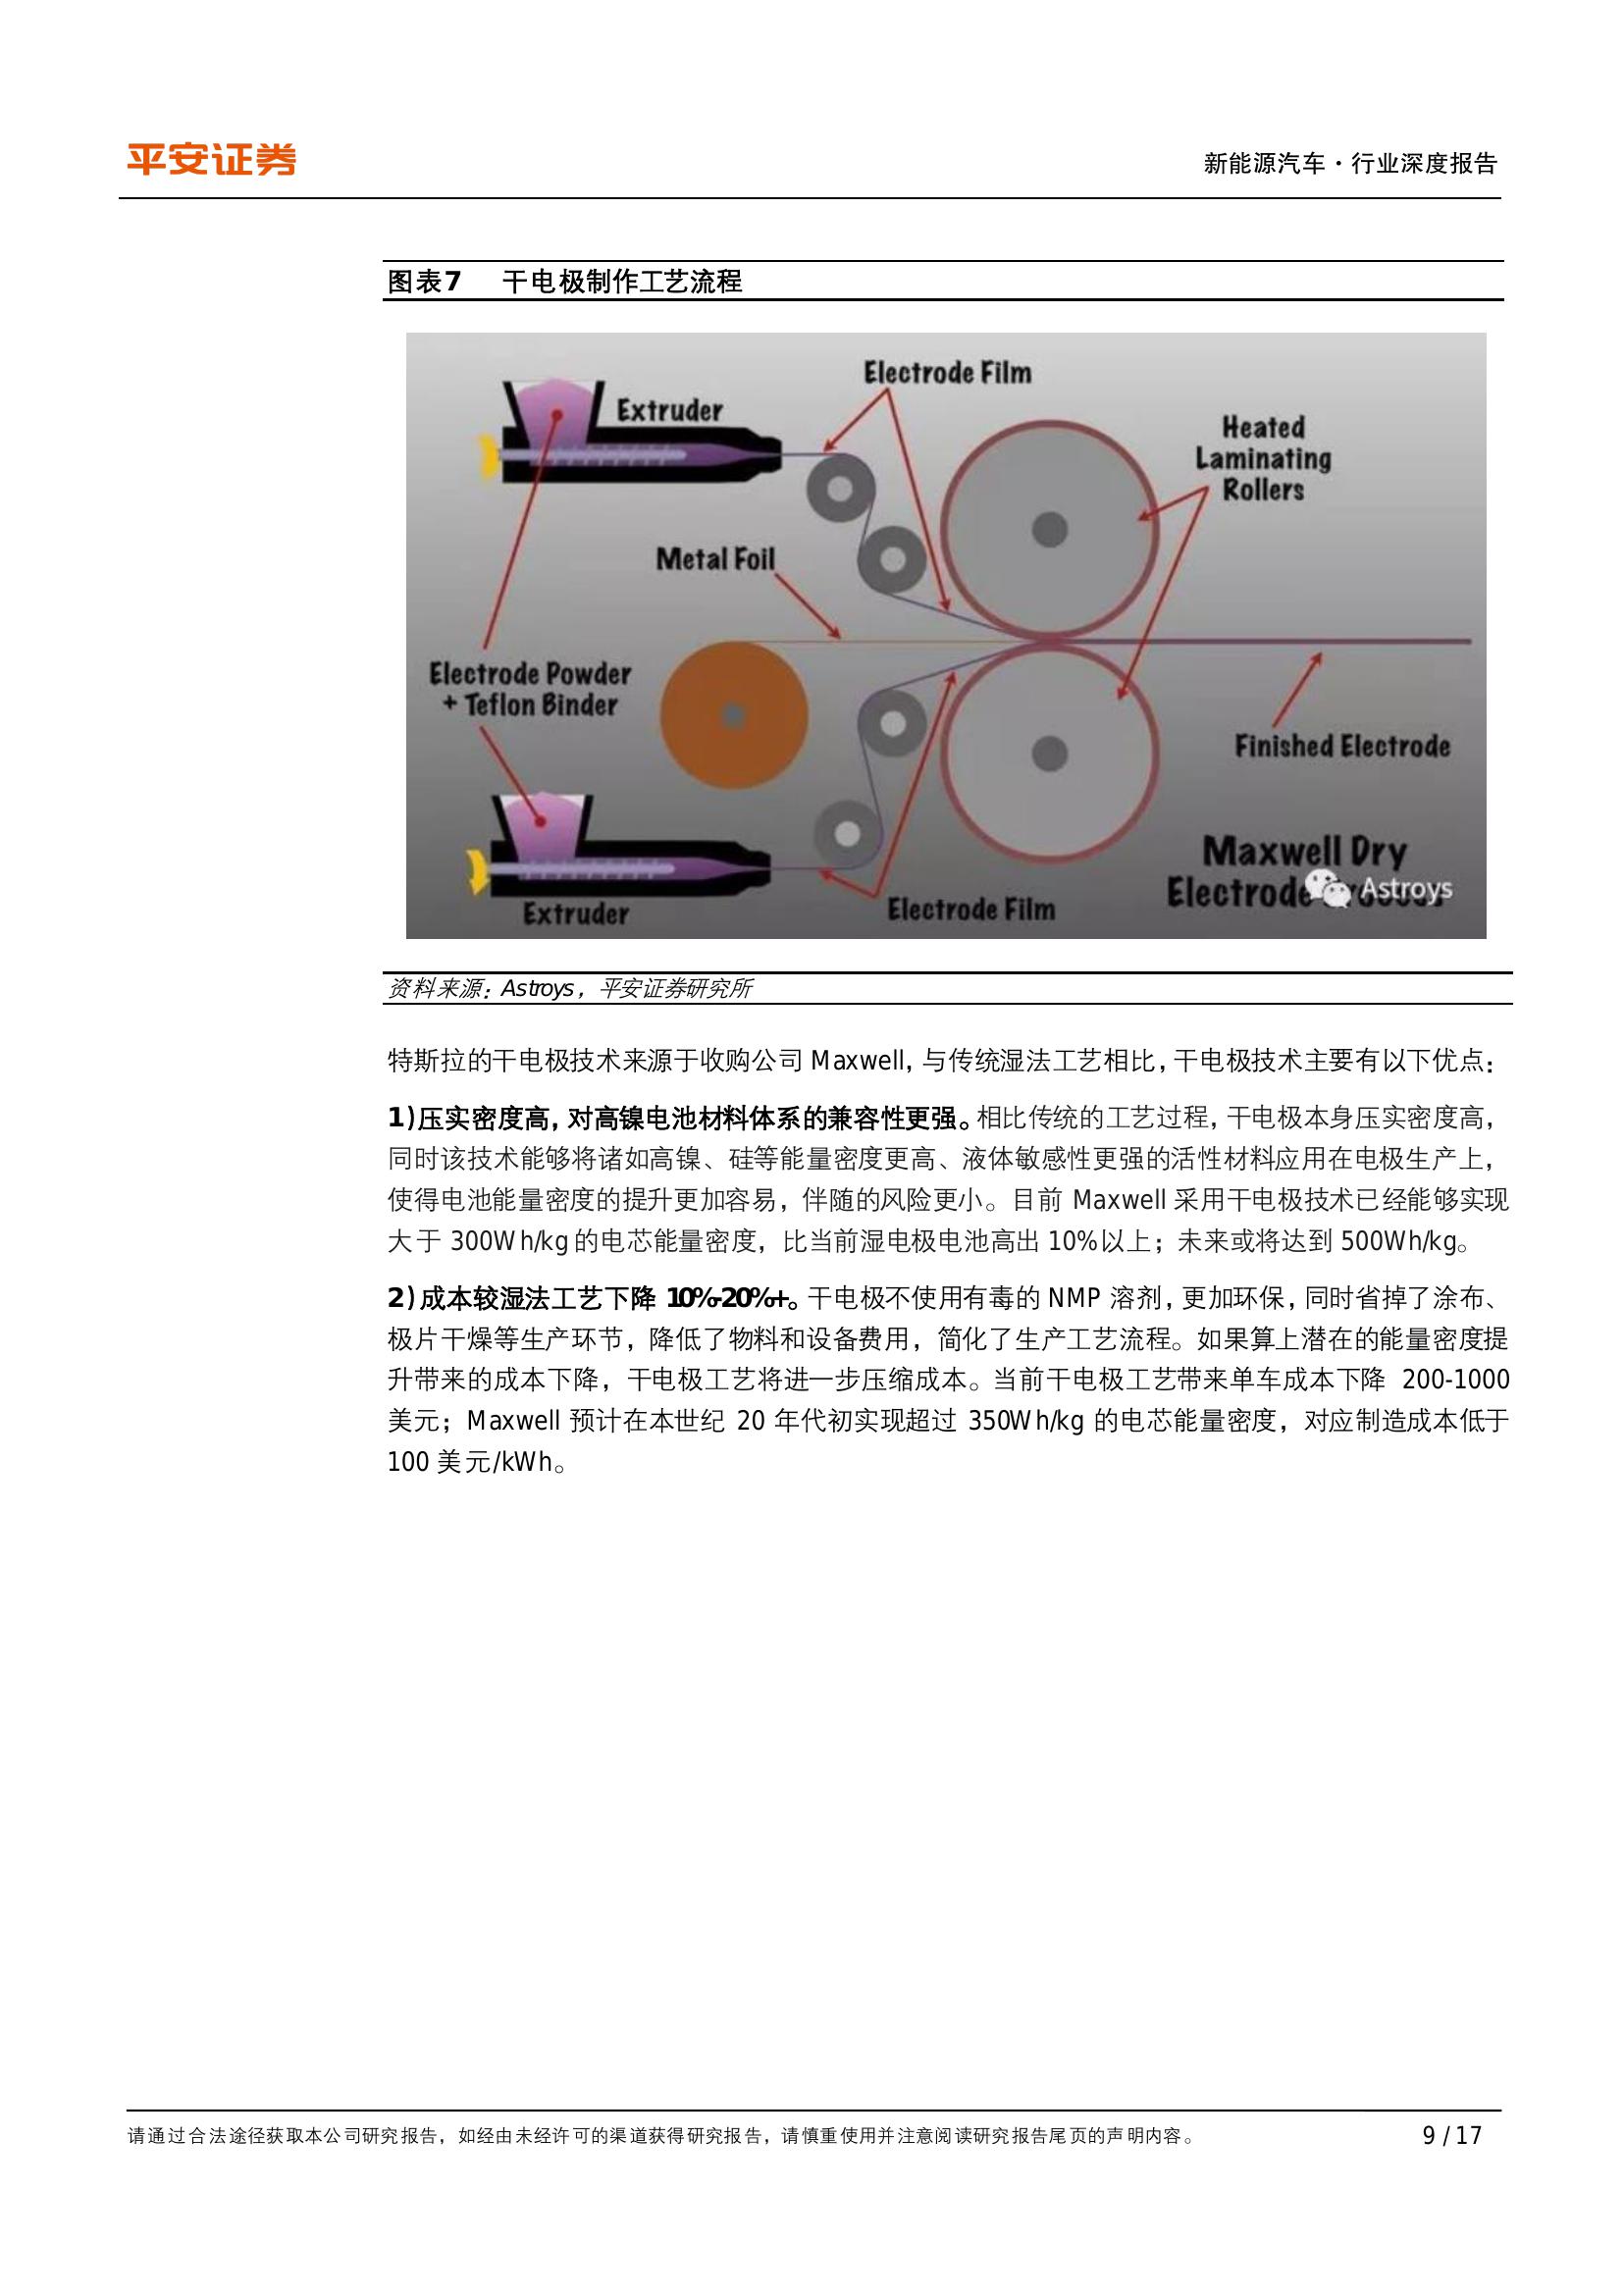 平安证券
新能源汽车·行业深度报告
图表7 干电极制作工艺流程
Electrode Film
Extruder
Heated
Laminating
Rollers
Metal Foil
Electrode Powder
+ Teflon Binder
Finished Electrode
Maxwell Dry
Electrode
Astroys
Electrode Film
Extruder
资料来源：Astroys，平安证券研究所
特斯拉的干电极技术来源于收购公司 Maxwell，与传统湿法工艺相比，干电极技术主要有以下优点：
1)压实密度高，对高镍电池材料体系的兼容性更强。相比传统的工艺过程，干电极本身压实密度高，
同时该技术能够将诸如高镍、硅等能量密度更高、液体敏感性更强的活性材料应用在电极生产上，
使得电池能量密度的提升更加容易，伴随的风险更小。目前 Maxwell 采用干电极技术已经能够实现
大于 300Wh/kg 的电芯能量密度，比当前湿电极电池高出 10%以上；未来或将达到 500Wh/kg。
2)成本较湿法工艺下降 10%-20%+。干电极不使用有毒的 NMP 溶剂，更加环保，同时省掉了涂布、
极片干燥等生产环节，降低了物料和设备费用，简化了生产工艺流程。如果算上潜在的能量密度提
升带来的成本下降，干电极工艺将进一步压缩成本。当前干电极工艺带来单车成本下降 200-1000
美元；Maxwell 预计在本世纪 20 年代初实现超过 350Wh/kg 的电芯能量密度，对应制造成本低于
100 美元/kWh。
请通过合法途径获取本公司研究报告，如经由未经许可的渠道获得研究报告，请慎重使用并注意阅读研究报告尾页的声明内容。
9 / 17